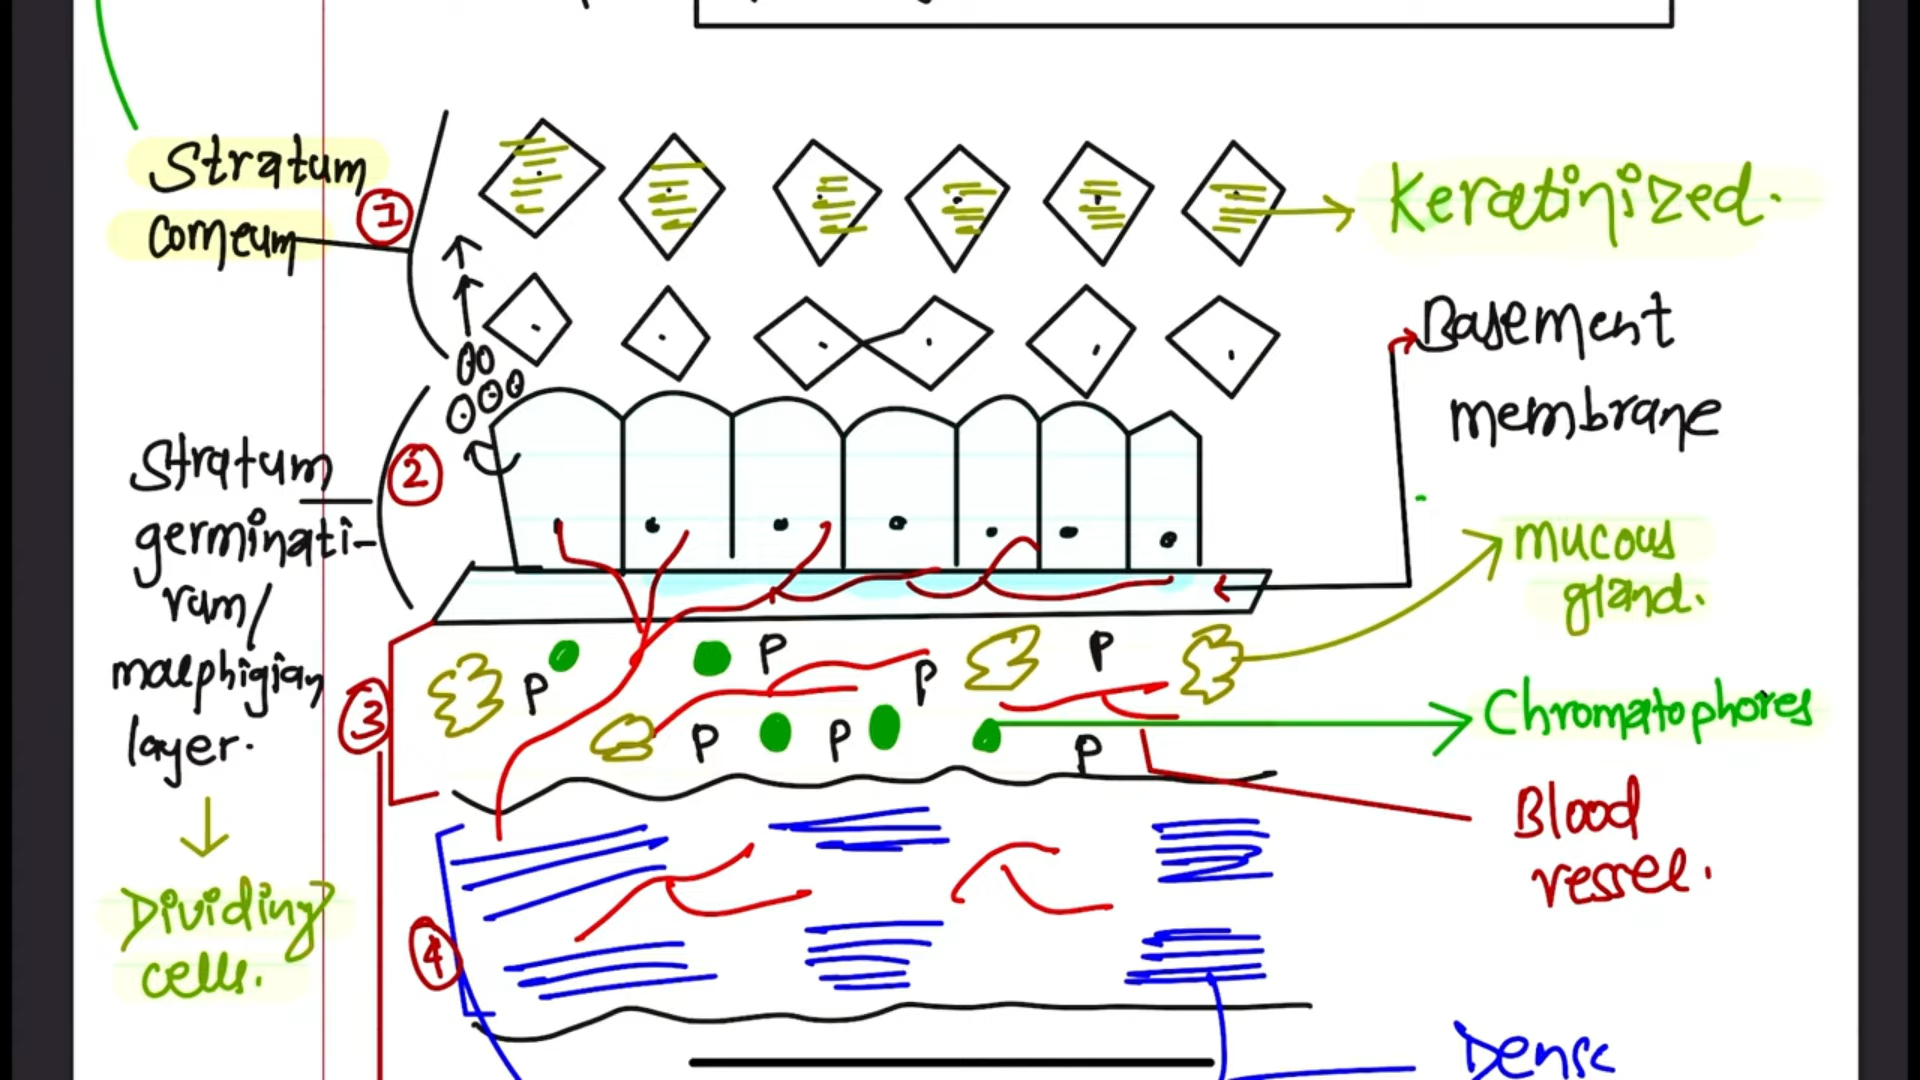 Stratum
Corneum
1
Keratinized.
Basement
membrane
Stratum
2
germinati-
rum/
malphigian
layer.
mucous
gland.
P
P
P
P
P
P
P
3
Chromatophores
Blood
vessel.
Dividing
cells.
4
Dense